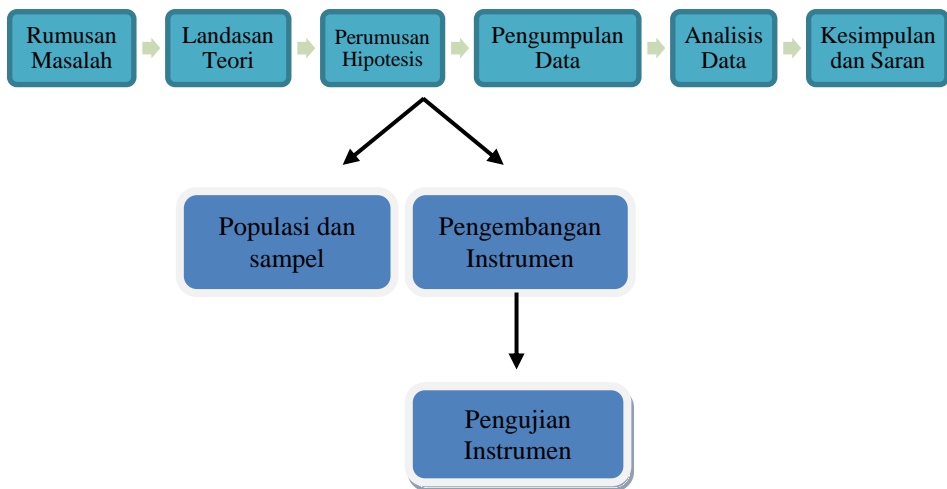 Rumusan
Masalah
Landasan
Teori
Perumusan
Hipotesis
Pengumpulan
Data
Analisis
Data
Kesimpulan
dan Saran
Populasi dan
sampel
Pengembangan
Instrumen
Pengujian
Instrumen